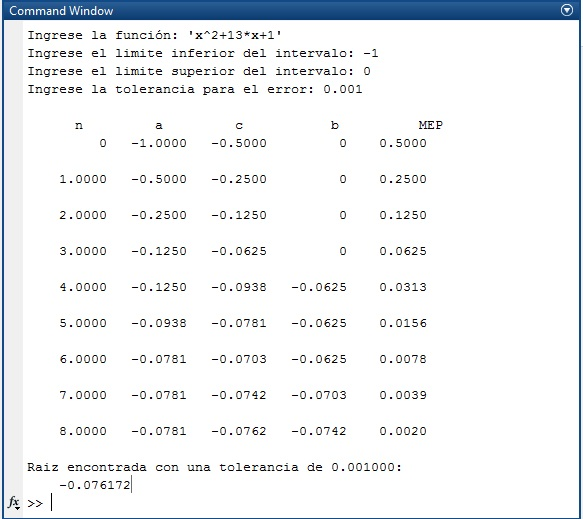 Command Window
Ingrese la función: 'x^2+13*x+1'
Ingrese el limite inferior del intervalo: -1
Ingrese el limite superior del intervalo: 0
Ingrese la tolerancia para el error: 0.001
n a c b MEP
0 -1.0000 -0.5000 0 0.5000
1.0000 -0.5000 -0.2500 0 0.2500
2.0000 -0.2500 -0.1250 0 0.1250
3.0000 -0.1250 -0.0625 0 0.0625
4.0000 -0.1250 -0.0938 -0.0625 0.0313
5.0000 -0.0938 -0.0781 -0.0625 0.0156
6.0000 -0.0781 -0.0703 -0.0625 0.0078
7.0000 -0.0781 -0.0742 -0.0703 0.0039
8.0000 -0.0781 -0.0762 -0.0742 0.0020
Raiz encontrada con una tolerancia de 0.001000:
-0.076172
fx >>